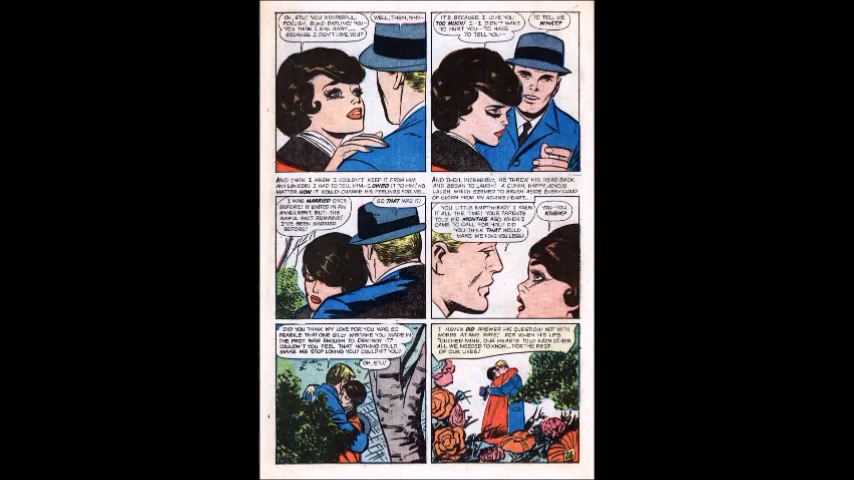 OH, STU! YOU WONDERFUL,
FOOLISH, BLIND DARLING! YOU--
YOU THINK I RAN AWAY...
BECAUSE I DON'T LOVE YOU?
WELL, THEN, WHY--
IT'S BECAUSE I LOVE YOU
TOO MUCH! I--I DIDN'T WANT
TO HURT YOU-- TO HAVE
TO TELL YOU--
TO TELL ME
WHAT?
AND THEN I KNEW I COULDN'T KEEP IT FROM HIM
ANY LONGER! I HAD TO TELL HIM--I OWED IT TO HIM! NO
MATTER HOW IT WOULD CHANGE HIS FEELINGS FOR ME...
I WAS MARRIED ONCE
BEFORE! IT ENDED IN AN
ANNULMENT, BUT--THE
FACT REMAINS!
I'VE BEEN MARRIED
BEFORE!
SO THAT WAS IT!
AND THEN, INCREDIBLY, HE THREW HIS HEAD BACK
AND BEGAN TO LAUGH! A CLEAN, HAPPY, JOYOUS
LAUGH WHICH SEEMED TO BRUSH ASIDE EVERY CLOUD
OF GLOOM FROM MY ACHING HEART...
YOU LITTLE EMPTYHEAD! I KNEW
IT ALL THE TIME! YOUR PARENTS
TOLD ME MONTHS AGO WHEN I
CAME TO CALL FOR YOU! DID
YOU THINK THAT WOULD
MAKE ME LOVE YOU LESS?
YOU--YOU
KNEW?
DID YOU THINK MY LOVE FOR YOU WAS SO
FRAGILE THAT ONE SILLY MISTAKE YOU MADE IN
THE PAST WAS ENOUGH TO DESTROY IT?
COULDN'T YOU FEEL THAT NOTHING COULD
MAKE ME STOP LOVING YOU? COULDN'T YOU?
OH, STU!
I NEVER DID ANSWER HIS QUESTION! NOT WITH
WORDS AT ANY RATE! FOR WHEN HIS LIPS
TOUCHED MINE, OUR HEARTS TOLD EACH OTHER
ALL WE NEEDED TO KNOW... FOR THE REST
OF OUR LIVES!